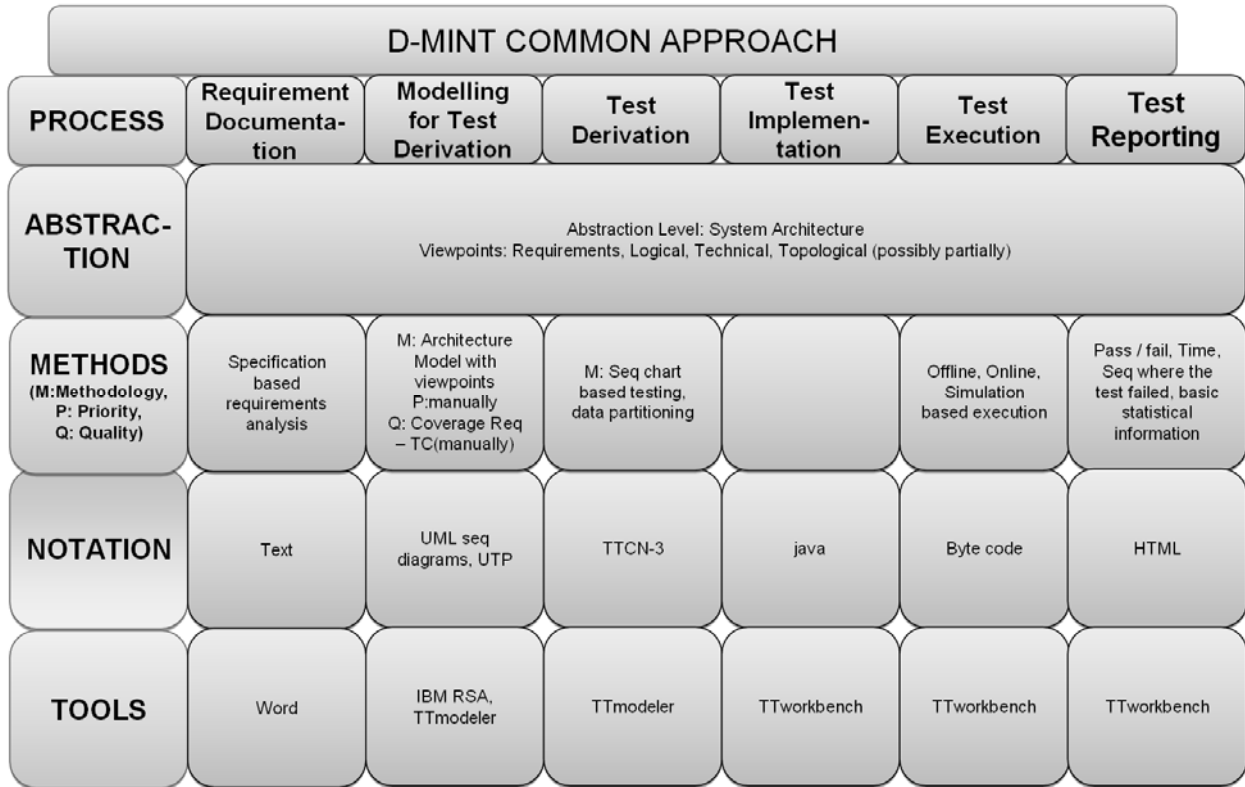 D-MINT COMMON APPROACH
PROCESS
Requirement
Documenta-
tion
Modelling
for Test
Derivation
Test
Derivation
Test
Implemen-
tation
Test
Execution
Test
Reporting
ABSTRAC-
TION
Abstraction Level: System Architecture
Viewpoints: Requirements, Logical, Technical, Topological (possibly partially)
METHODS
(M:Methodology,
P: Priority,
Q: Quality)
Specification
based
requirements
analysis
M: Architecture
Model with
viewpoints
P:manually
Q: Coverage Req
– TC(manually)
M: Seq chart
based testing,
data partitioning
Offline, Online,
Simulation
based execution
Pass / fail, Time,
Seq where the
test failed, basic
statistical
information
NOTATION
Text
UML seq
diagrams, UTP
TTCN-3
java
Byte code
HTML
TOOLS
Word
IBM RSA,
TTmodeler
TTmodeler
TTworkbench
TTworkbench
TTworkbench